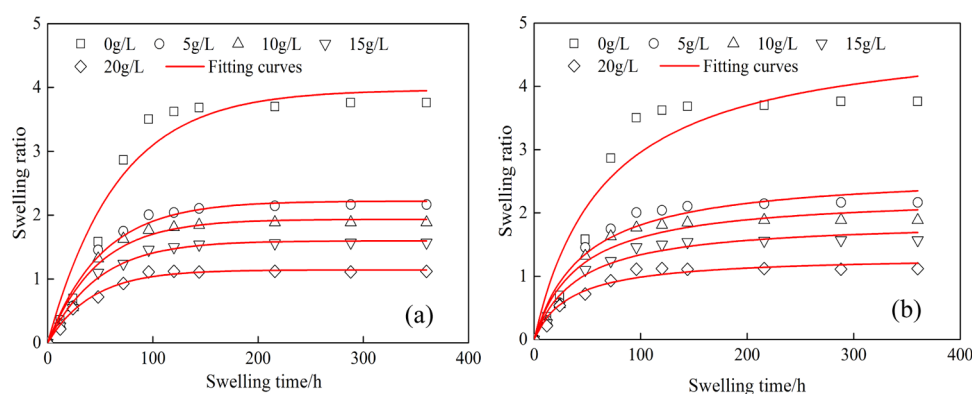 5
4
3
2
1
0
Swelling ratio
0g/L 5g/L 10g/L 15g/L
20g/L Fitting curves
(a)
0 100 200 300 400
Swelling time/h
5
4
3
2
1
0
Swelling ratio
0g/L 5g/L 10g/L 15g/L
20g/L Fitting curves
(b)
0 100 200 300 400
Swelling time/h